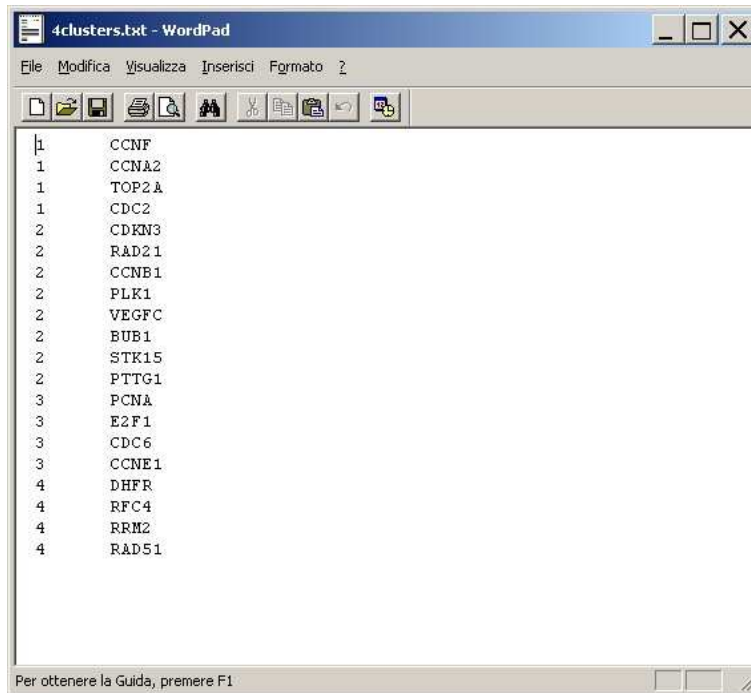 4clusters.txt - WordPad
File Modifica Visualizza Inserisci Formato ?
1 CCNF
1 CCNA2
1 TOP2A
1 CDC2
2 CDKN3
2 RAD21
2 CCNB1
2 PLK1
2 VEGFC
2 BUB1
2 STK15
2 PTTG1
3 PCNA
3 E2F1
3 CDC6
3 CCNE1
4 DHFR
4 RFC4
4 RRM2
4 RAD51
Per ottenere la Guida, premere F1